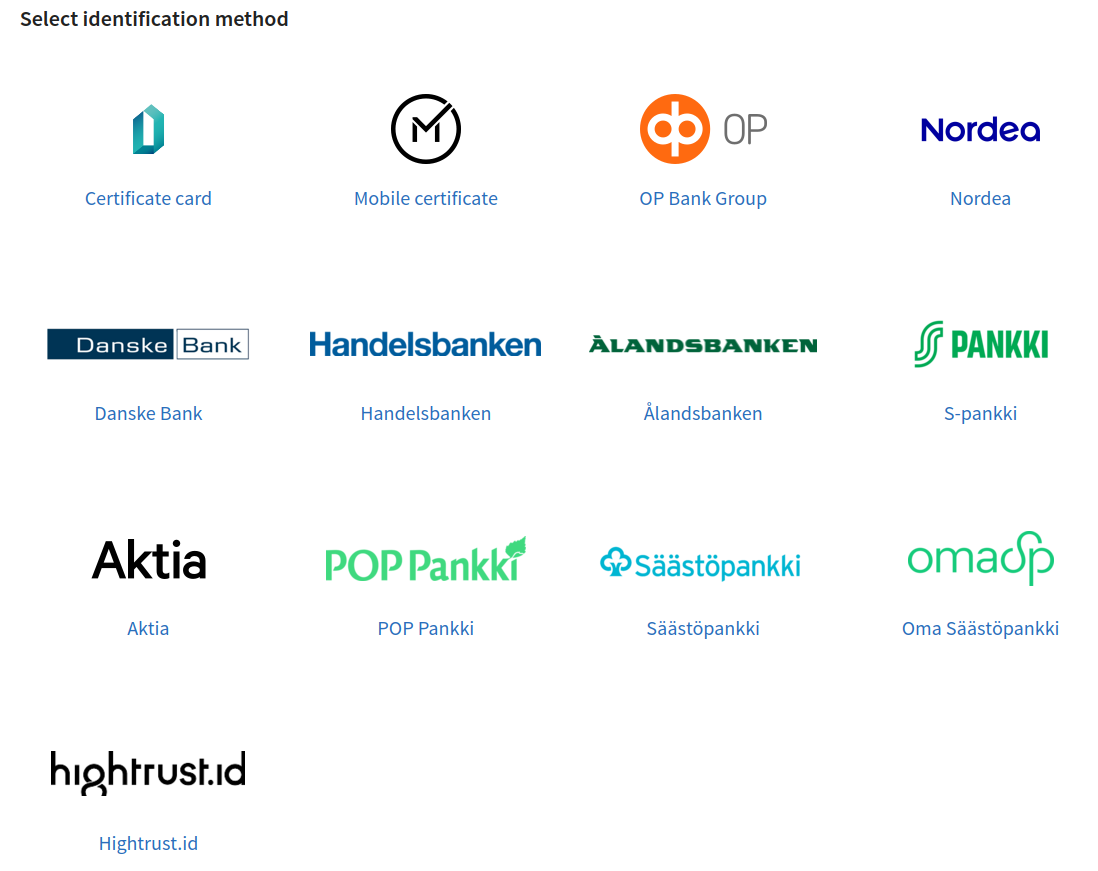 Select identification method
OP
Nordea
Certificate card
Mobile certificate
OP Bank Group
Nordea
Danske Bank
Handelsbanken
ÅLANDSBANKEN
S PANKKI
Danske Bank
Handelsbanken
Ålandsbanken
S-pankki
Aktia
POP Pankki
Säästöpankki
omasp
Aktia
POP Pankki
Säästöpankki
Oma Säästöpankki
hightrust.id
Hightrust.id